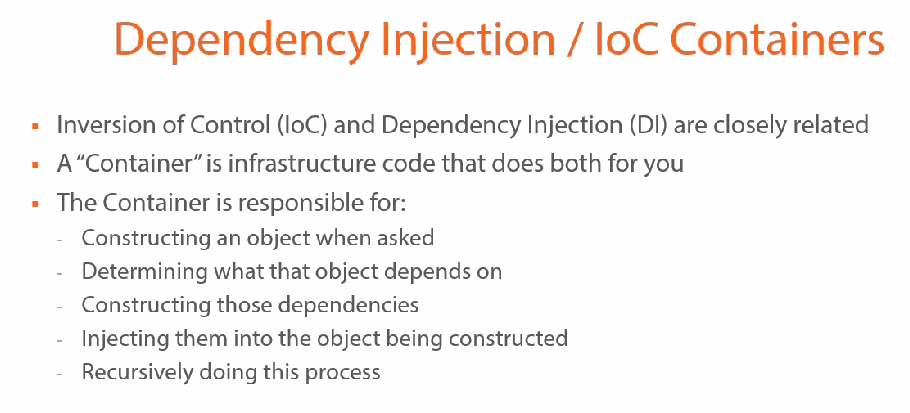 Dependency Injection / IoC Containers
▪ Inversion of Control (IoC) and Dependency Injection (DI) are closely related
▪ A “Container” is infrastructure code that does both for you
▪ The Container is responsible for:
- Constructing an object when asked
- Determining what that object depends on
- Constructing those dependencies
- Injecting them into the object being constructed
- Recursively doing this process